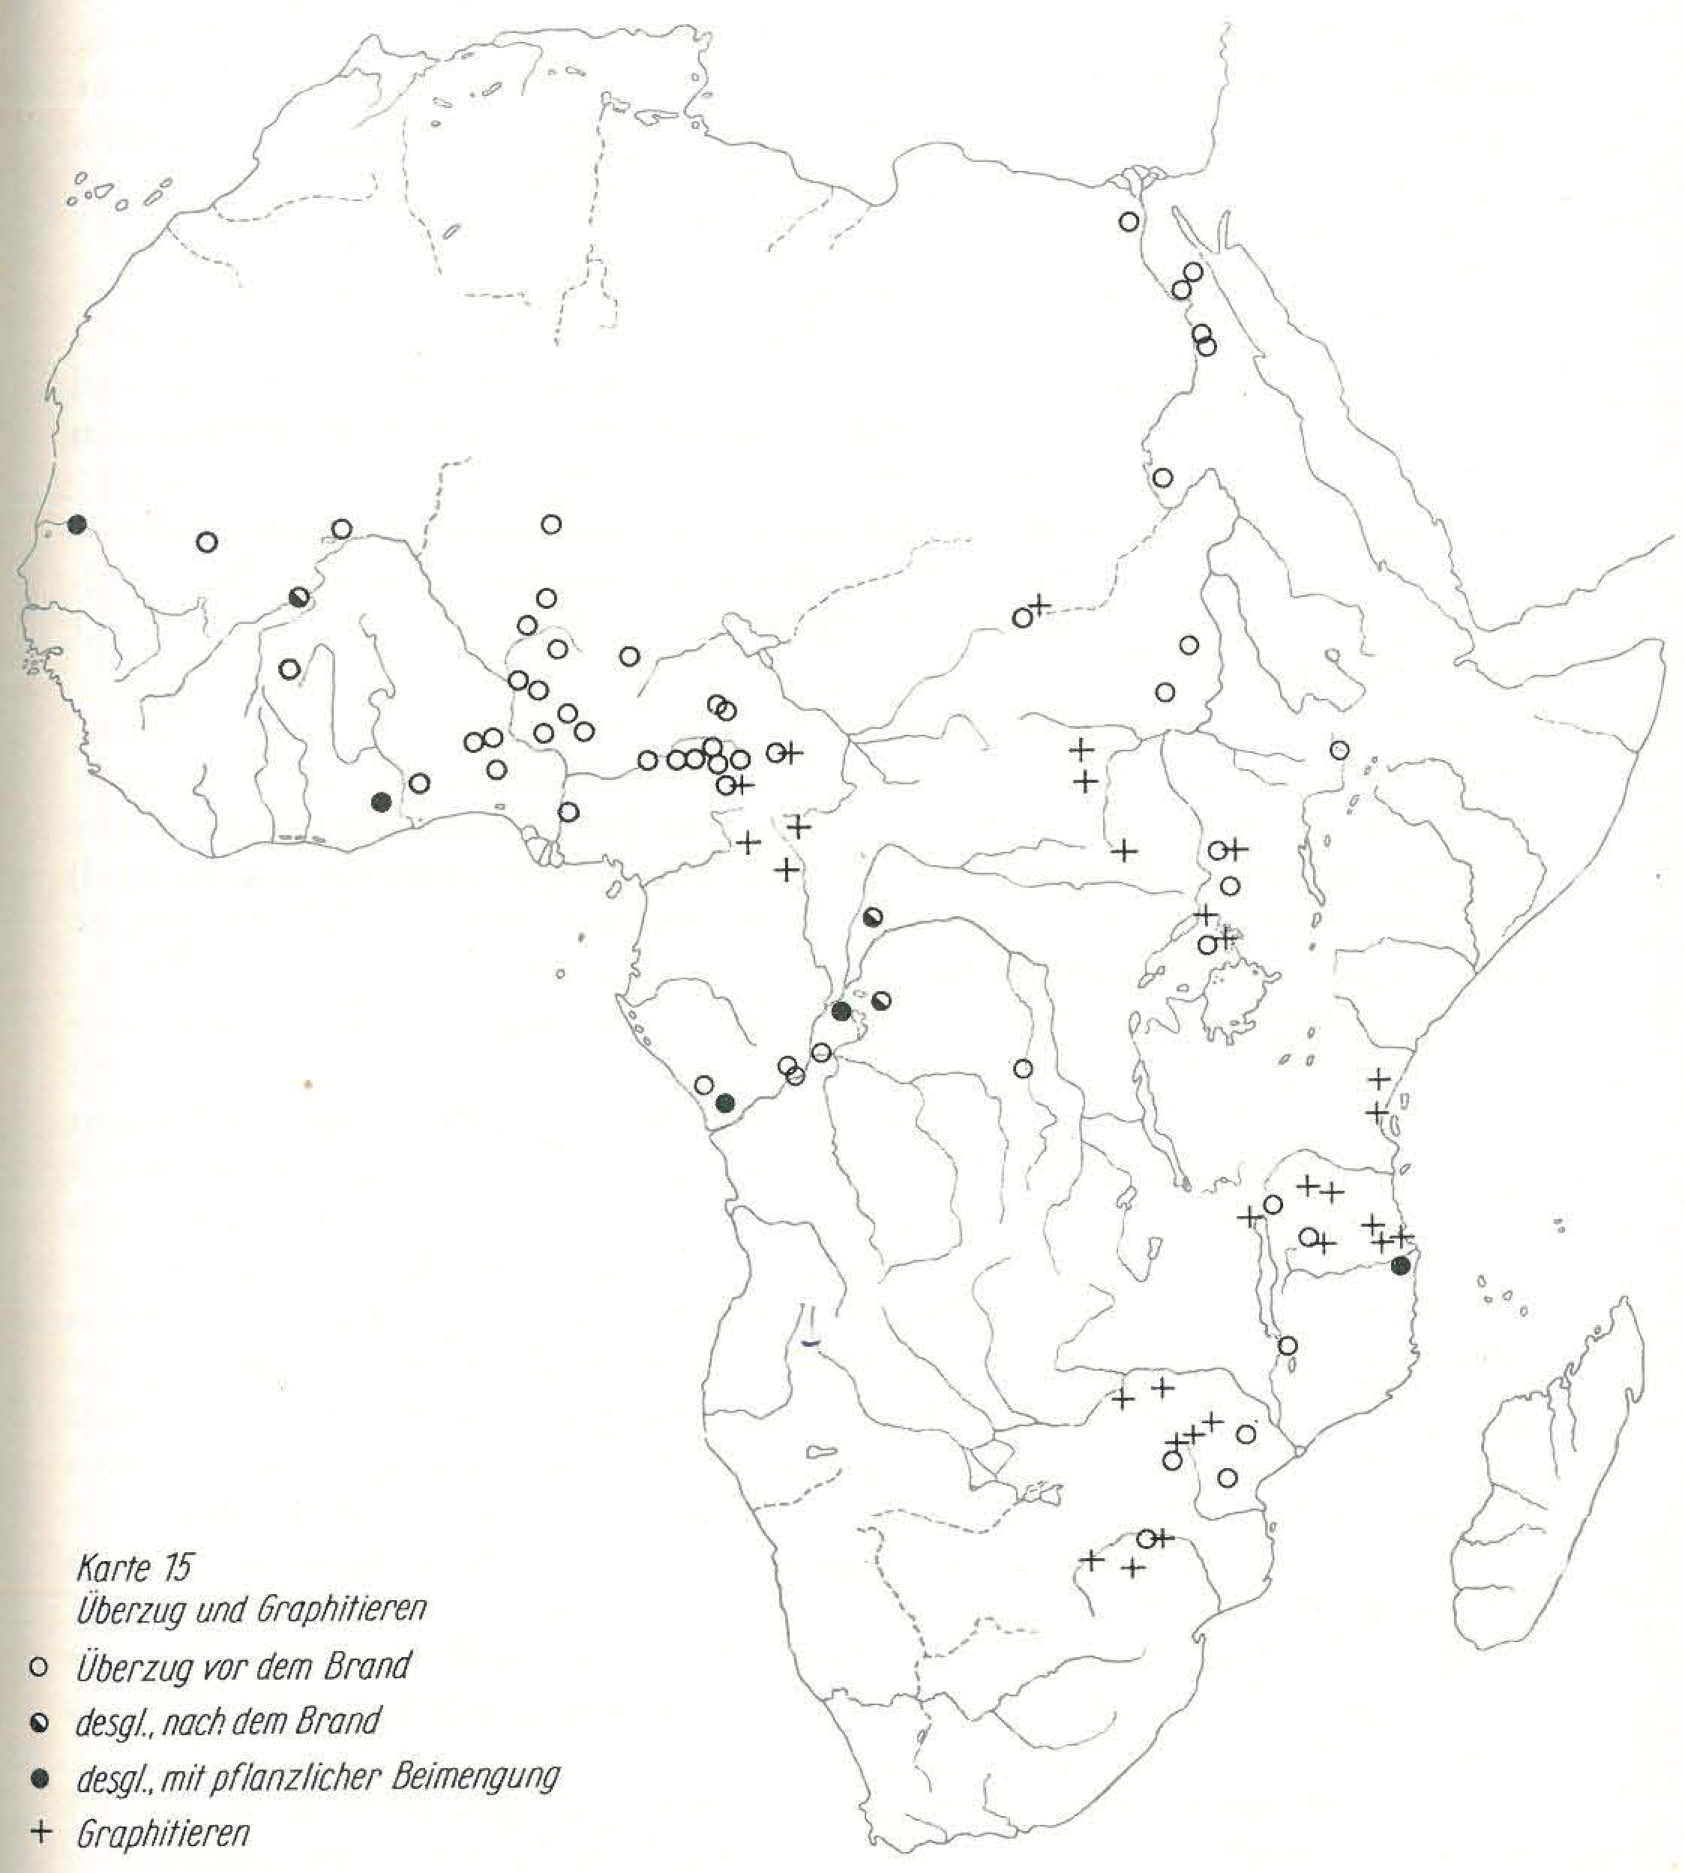 Karte 15
Überzug und Graphitieren
Überzug vor dem Brand
desgl., nach dem Brand
desgl., mit pflanzlicher Beimengung
Graphitieren